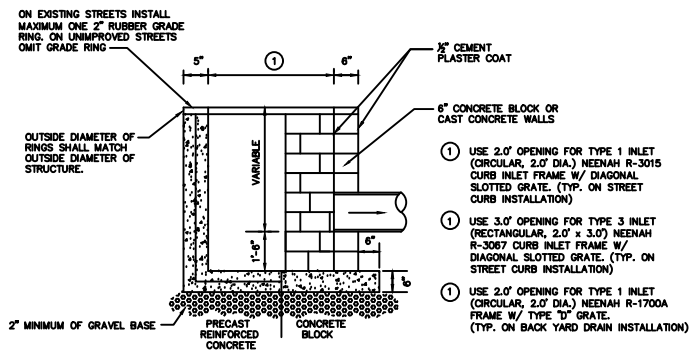 ON EXISTING STREETS INSTALL
MAXIMUM ONE 2" RUBBER GRADE
RING. ON UNIMPROVED STREETS
OMIT GRADE RING
5"
1
6"
½" CEMENT
PLASTER COAT
6" CONCRETE BLOCK OR
CAST CONCRETE WALLS
OUTSIDE DIAMETER OF
RINGS SHALL MATCH
OUTSIDE DIAMETER OF
STRUCTURE.
VARIABLE
1'-6"
6"
6"
2" MINIMUM OF GRAVEL BASE
PRECAST
REINFORCED
CONCRETE
CONCRETE
BLOCK
1 USE 2.0' OPENING FOR TYPE 1 INLET
(CIRCULAR, 2.0' DIA.) NEENAH R-3015
CURB INLET FRAME W/ DIAGONAL
SLOTTED GRATE. (TYP. ON STREET
CURB INSTALLATION)
1 USE 3.0' OPENING FOR TYPE 3 INLET
(RECTANGULAR, 2.0' x 3.0') NEENAH
R-3067 CURB INLET FRAME W/
DIAGONAL SLOTTED GRATE. (TYP. ON
STREET CURB INSTALLATION)
1 USE 2.0' OPENING FOR TYPE 1 INLET
(CIRCULAR, 2.0' DIA.) NEENAH R-1700A
FRAME W/ TYPE "D" GRATE.
(TYP. ON BACK YARD DRAIN INSTALLATION)